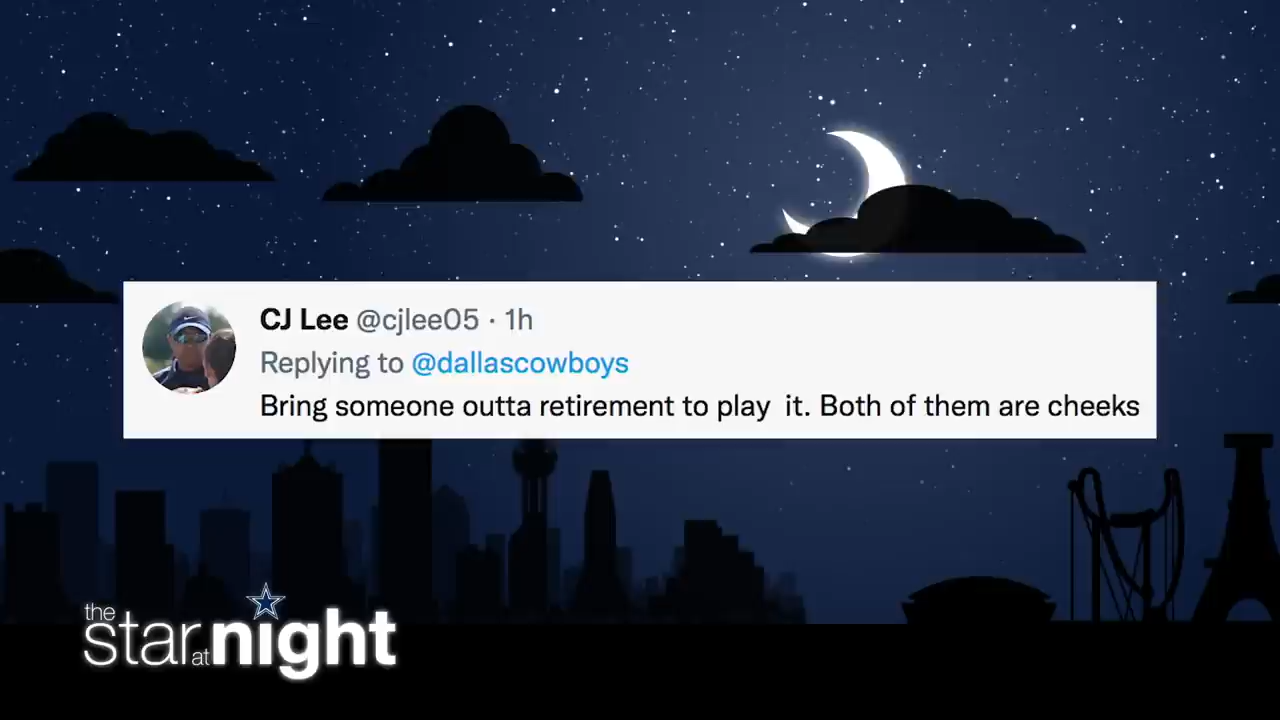 CJ Lee @cjlee05 · 1h
Replying to @dallascowboys
Bring someone outta retirement to play  it. Both of them are cheeks
the
star at night